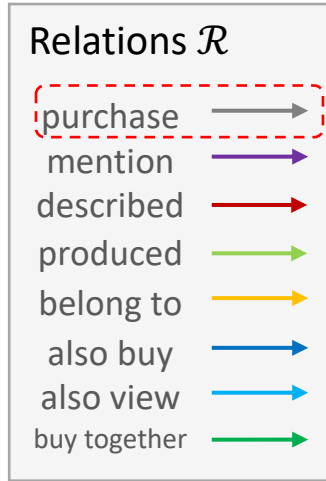 Relations ℛ
purchase
mention
described
produced
belong to
also buy
also view
buy together